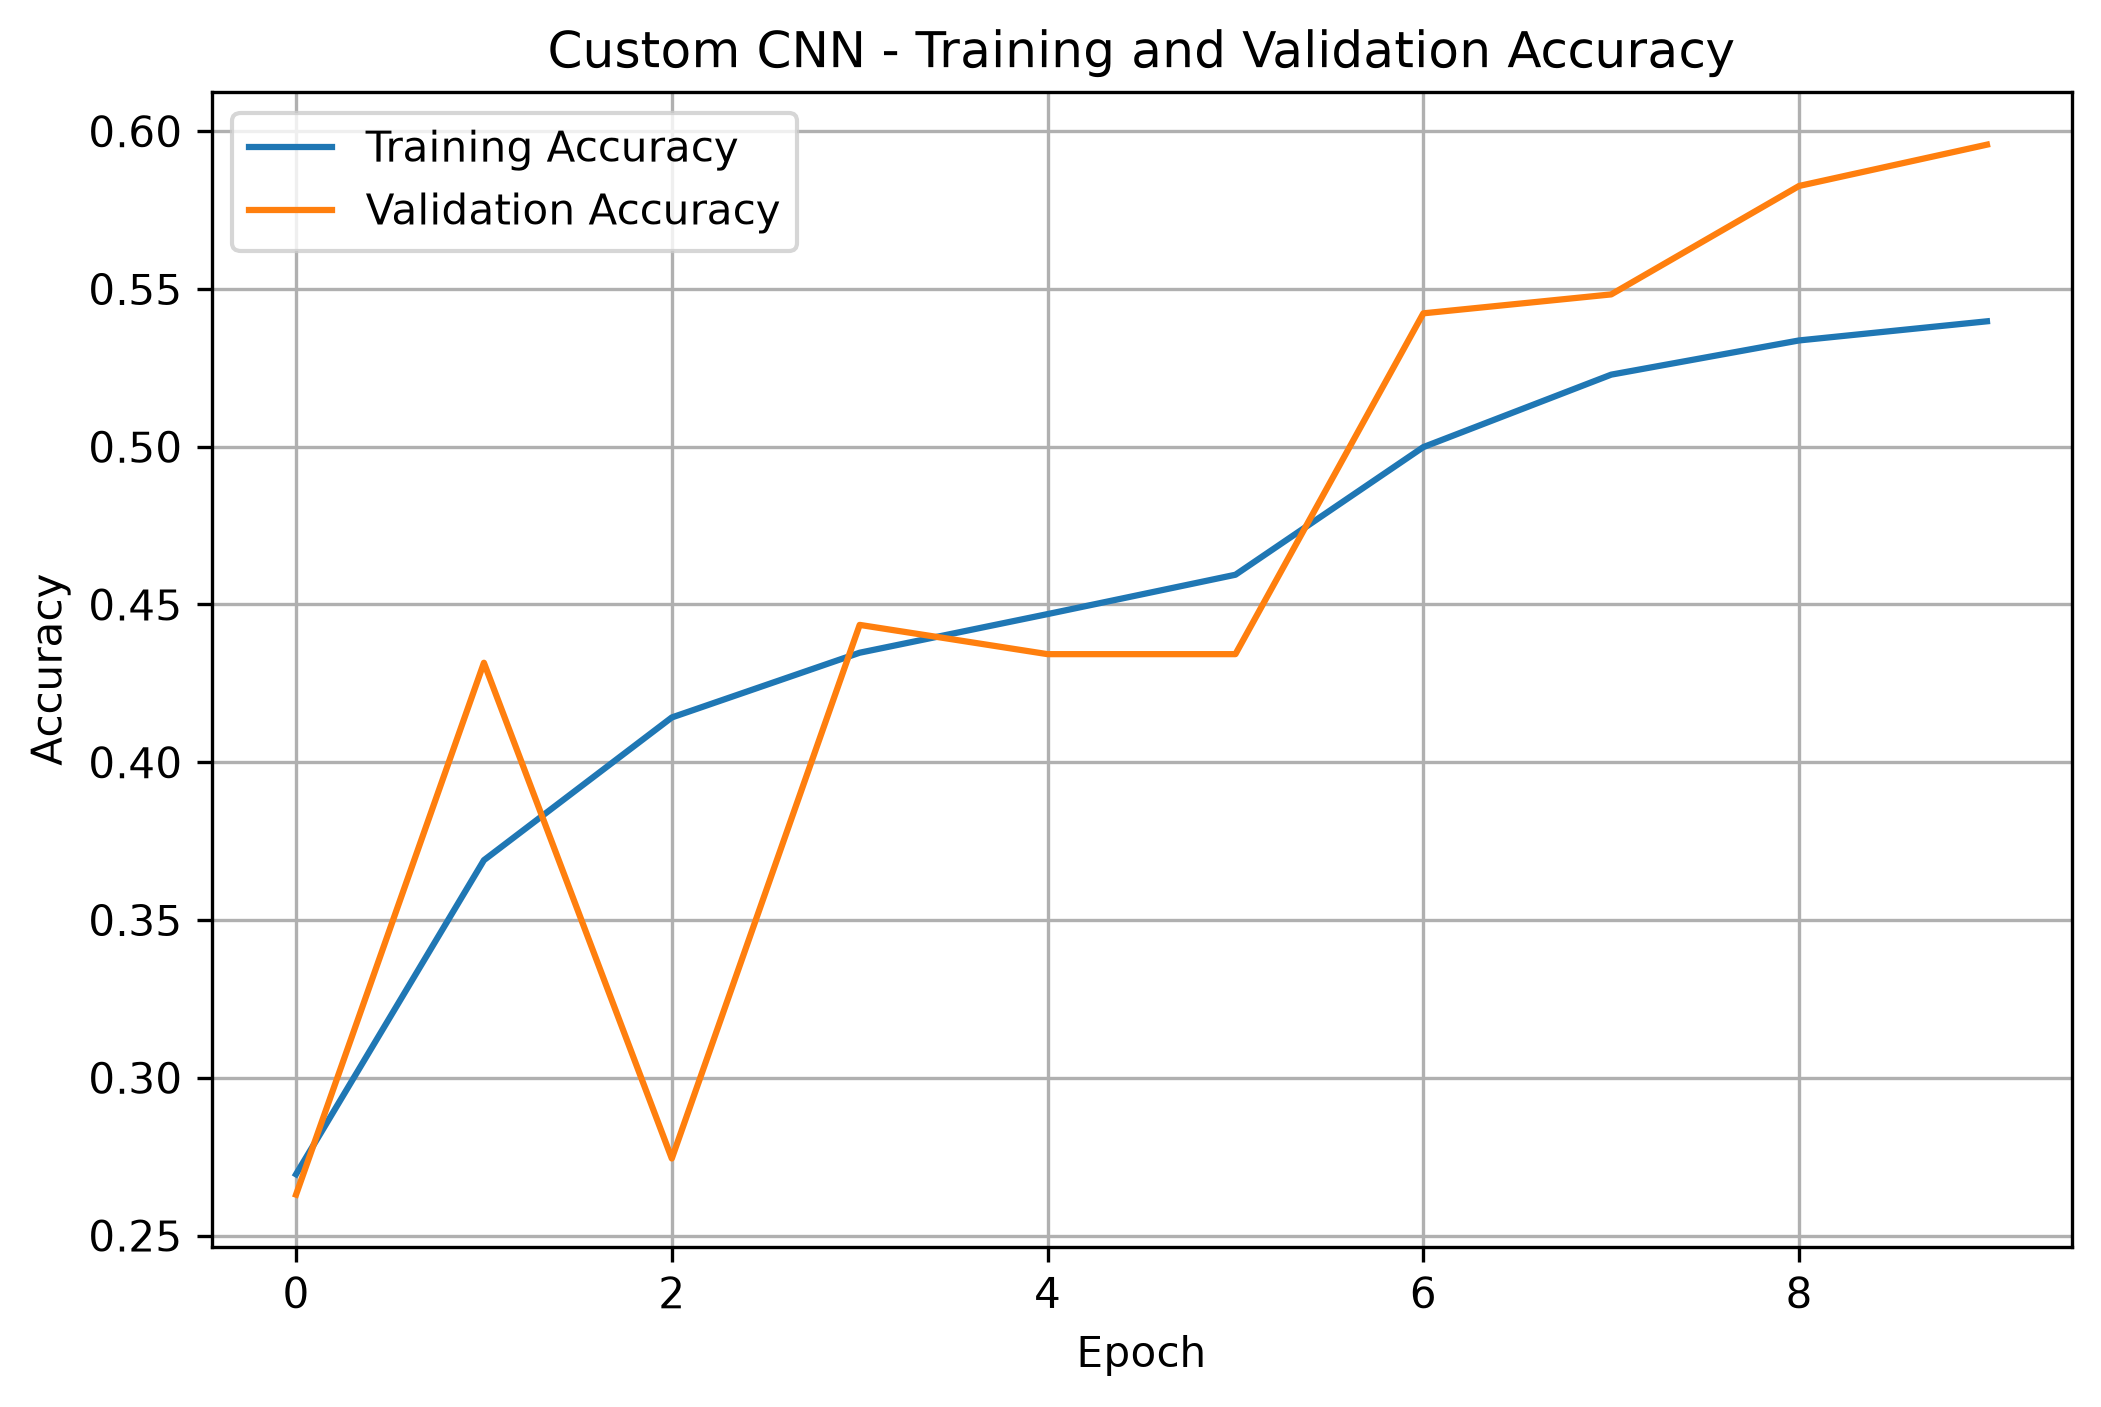 Custom CNN - Training and Validation Accuracy
Training Accuracy
Validation Accuracy
0.60
0.55
0.50
0.45
0.40
0.35
0.30
0.25
Accuracy
0 2 4 6 8
Epoch